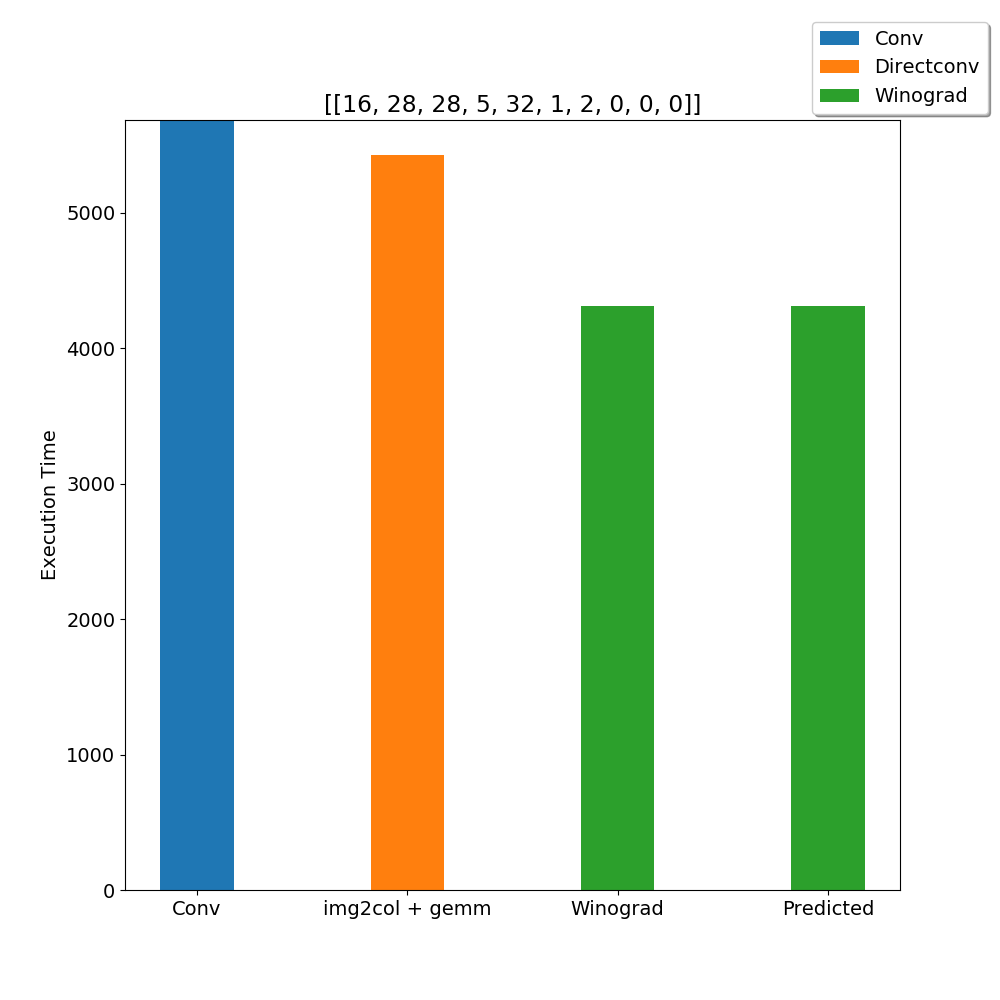 Conv
Directconv
Winograd
[[16, 28, 28, 5, 32, 1, 2, 0, 0, 0]]
5000
4000
3000
2000
1000
0
Execution Time
Conv img2col + gemm Winograd Predicted